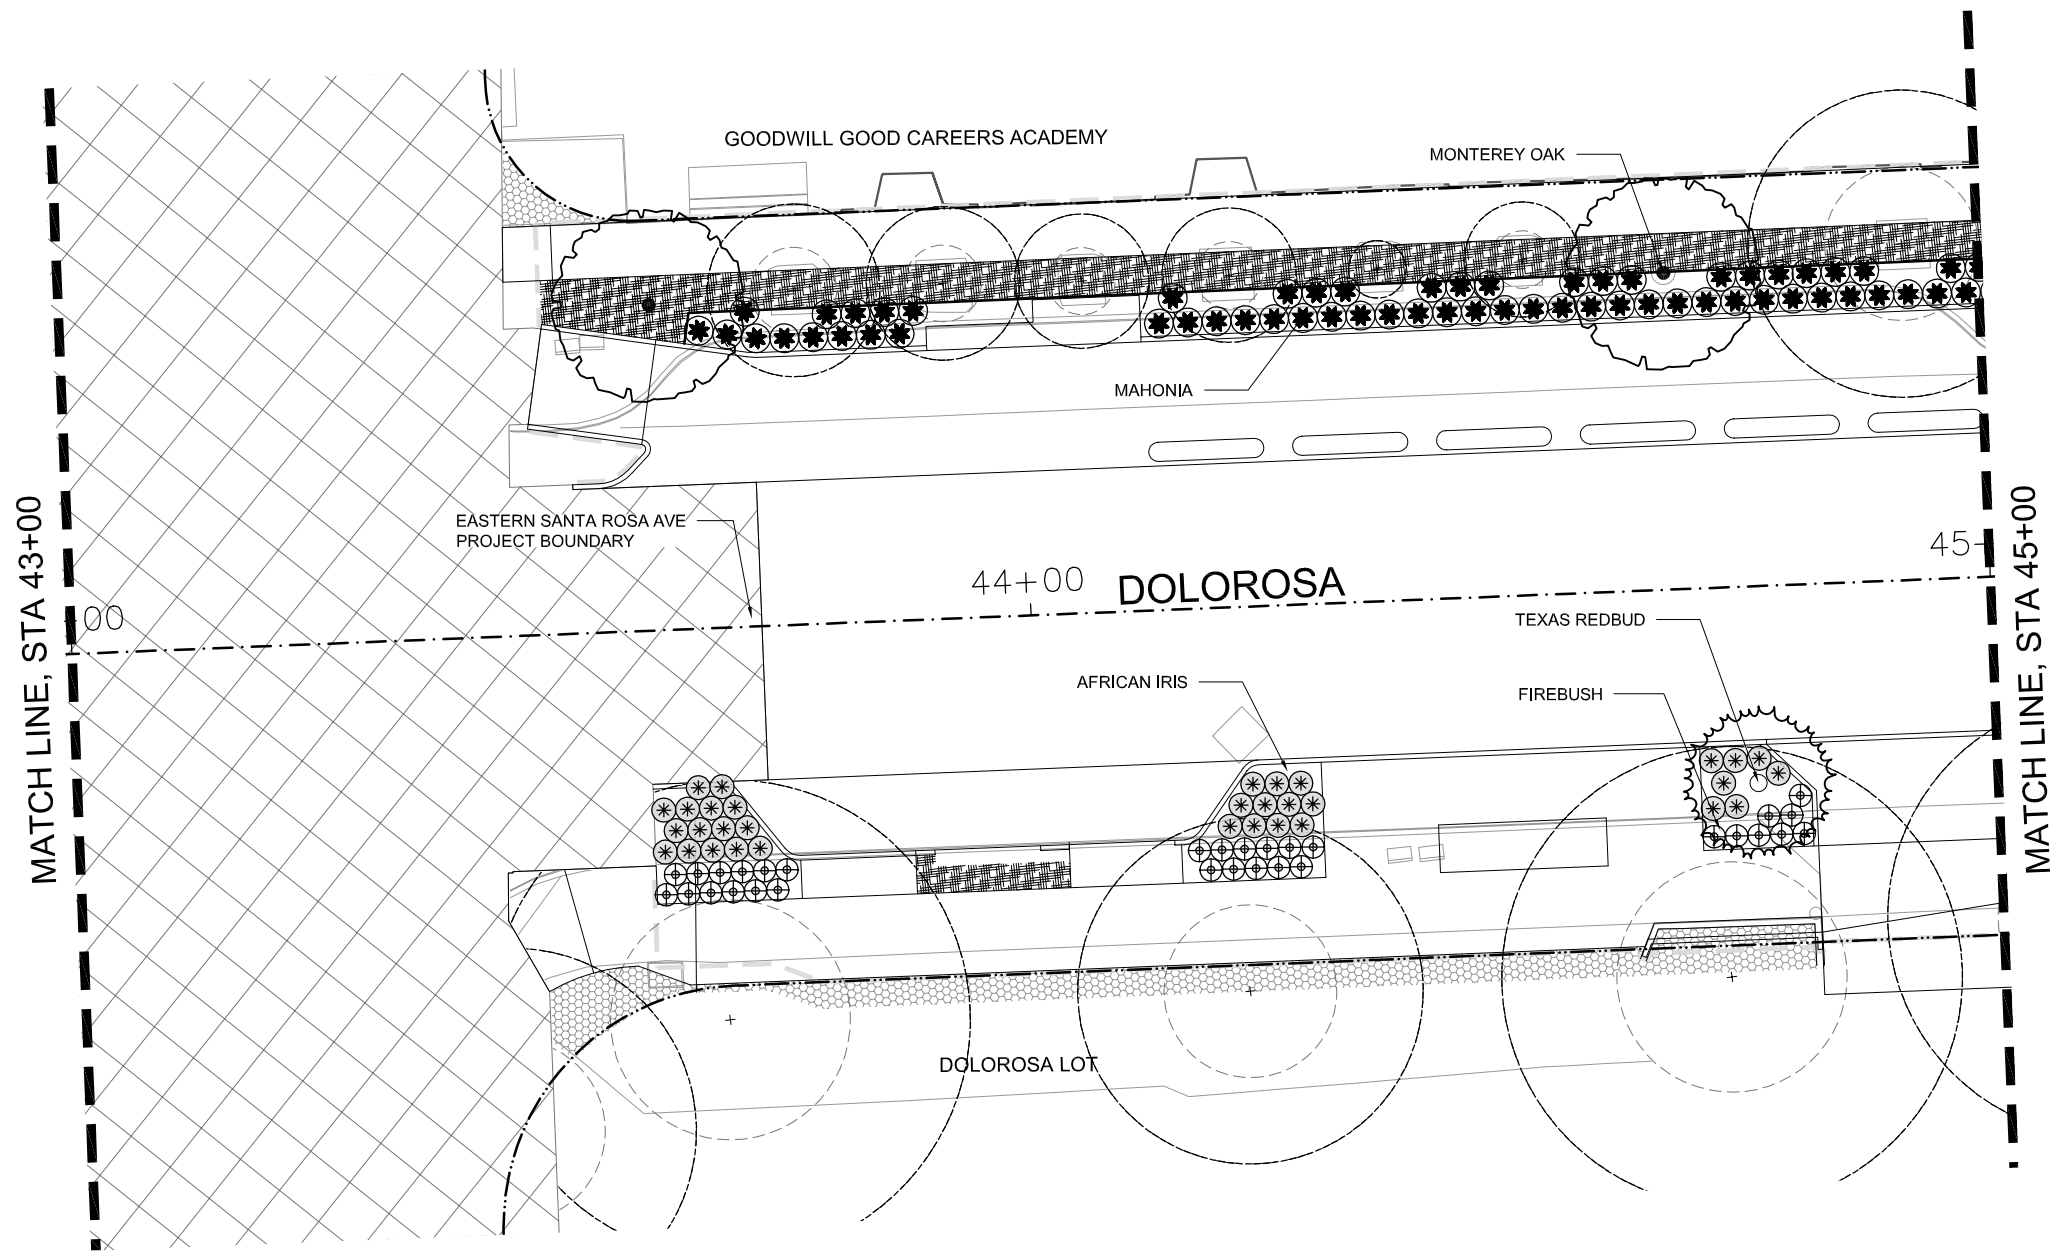 GOODWILL GOOD CAREERS ACADEMY
MONTEREY OAK
MAHONIA
MATCH LINE, STA 43+00
MATCH LINE, STA 45+00
EASTERN SANTA ROSA AVE
PROJECT BOUNDARY
45+
44+00
DOLOROSA
00
TEXAS REDBUD
AFRICAN IRIS
FIREBUSH
DOLOROSA LOT